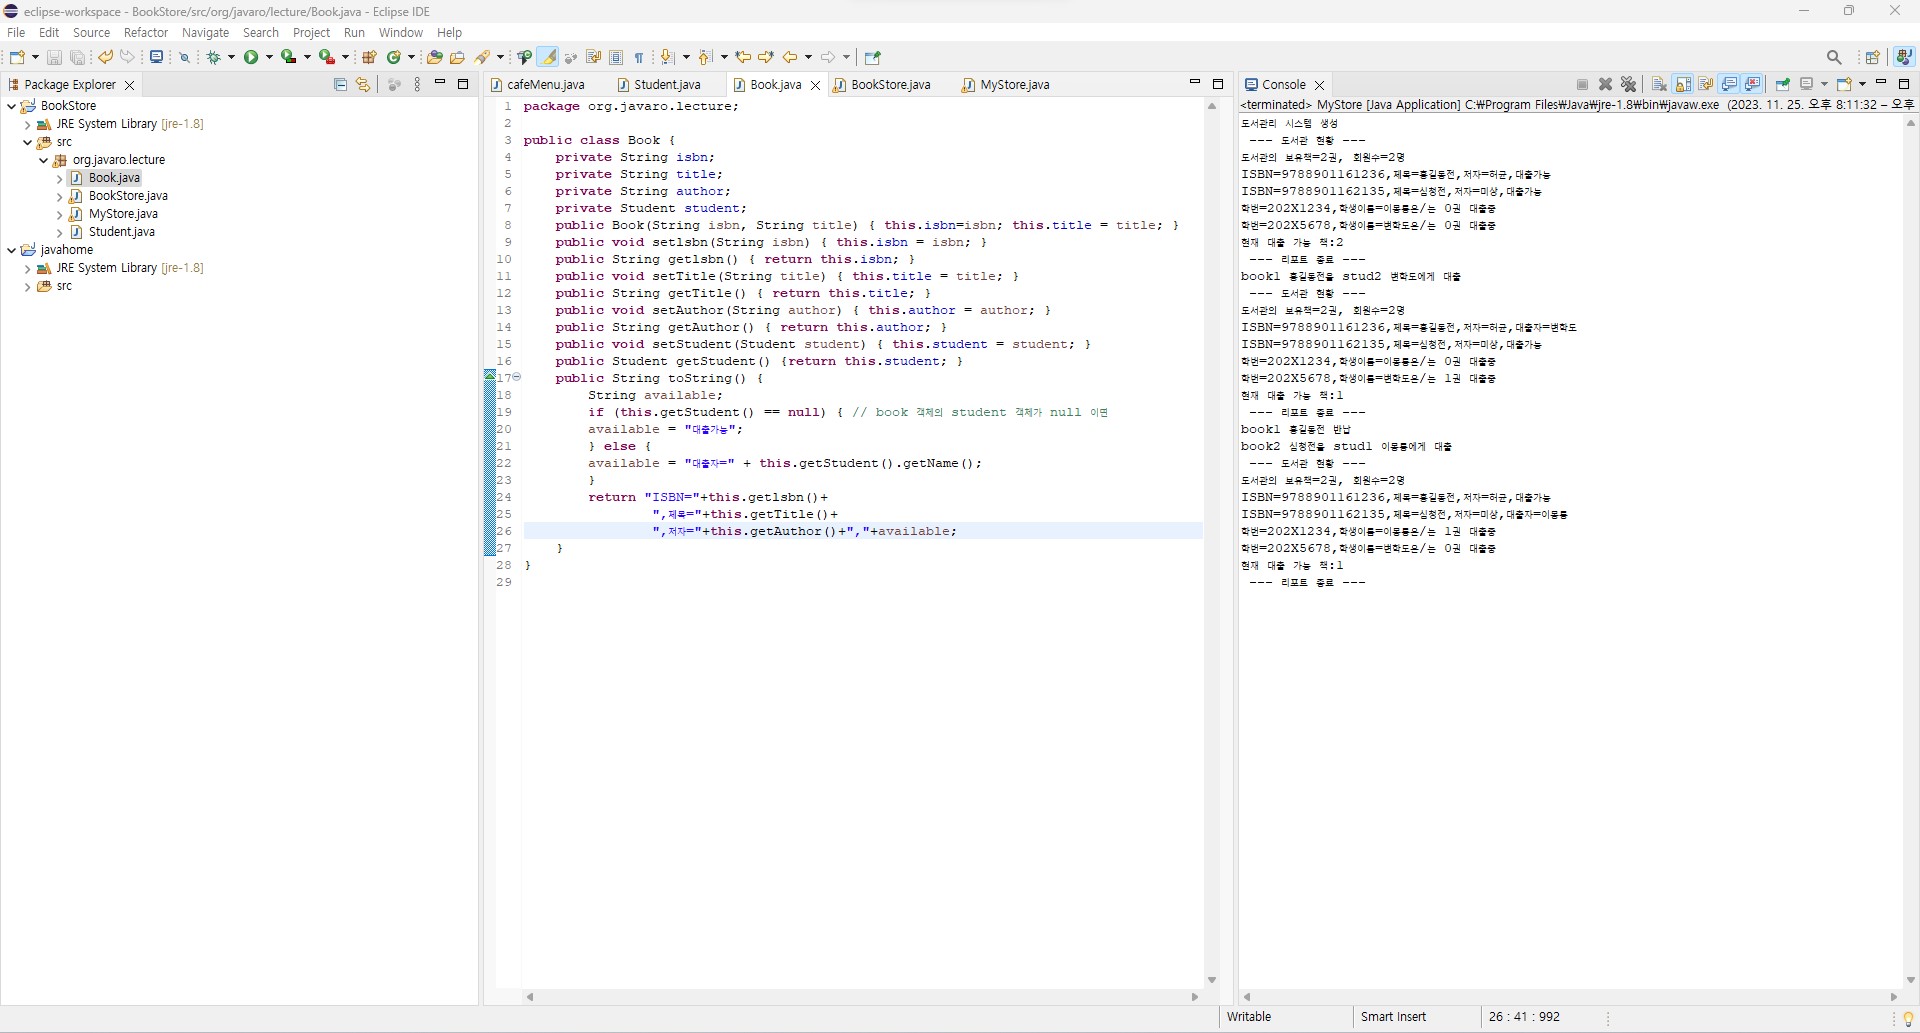 eclipse-workspace - BookStore/src/org/javaro/lecture/Book.java - Eclipse IDE
File Edit Source Refactor Navigate Search Project Run Window Help
Package Explorer
BookStore
JRE System Library [jre-1.8]
src
org.javaro.lecture
Book.java
BookStore.java
MyStore.java
Student.java
javahome
JRE System Library [jre-1.8]
src
cafeMenu.java Student.java Book.java BookStore.java MyStore.java
1 package org.javaro.lecture;
2
3 public class Book {
4 private String isbn;
5 private String title;
6 private String author;
7 private Student student;
8 public Book(String isbn, String title) { this.isbn=isbn; this.title = title; }
9 public void setlsbn(String isbn) { this.isbn = isbn; }
10 public String getlsbn() { return this.isbn; }
11 public void setTitle(String title) { this.title = title; }
12 public String getTitle() { return this.title; }
13 public void setAuthor(String author) { this.author = author; }
14 public String getAuthor() { return this.author; }
15 public void setStudent(Student student) { this.student = student; }
16 public Student getStudent() {return this.student; }
17 public String toString() {
18 String available;
19 if (this.getStudent() == null) { // book 객체의 student 객체가 null 이면
20 available = "대출가능";
21 } else {
22 available = "대출자=" + this.getStudent().getName();
23 }
24 return "ISBN="+this.getlsbn()+
25 ",제목="+this.getTitle()+
26 ",저자="+this.getAuthor()+","+available;
27 }
28 }
29
Console
<terminated> MyStore [Java Application] C:₩Program Files₩Java₩jre-1.8₩bin₩javaw.exe (2023. 11. 25. 오후 8:11:32 – 오후
도서관리 시스템 생성
--- 도서관 현황 ---
도서관의 보유책=2권, 회원수=2명
ISBN=9788901161236,제목=홍길동전,저자=허균,대출가능
ISBN=9788901162135,제목=심청전,저자=미상,대출가능
학번=202X1234,학생이름=이몽룡은/는 0권 대출중
학번=202X5678,학생이름=변학도은/는 0권 대출중
현재 대출 가능 책:2
--- 리포트 종료 ---
book1 홍길동전을 stud2 변학도에게 대출
--- 도서관 현황 ---
도서관의 보유책=2권, 회원수=2명
ISBN=9788901161236,제목=홍길동전,저자=허균,대출자=변학도
ISBN=9788901162135,제목=심청전,저자=미상,대출가능
학번=202X1234,학생이름=이몽룡은/는 0권 대출중
학번=202X5678,학생이름=변학도은/는 1권 대출중
현재 대출 가능 책:1
--- 리포트 종료 ---
book1 홍길동전 반납
book2 심청전을 stud1 이몽룡에게 대출
--- 도서관 현황 ---
도서관의 보유책=2권, 회원수=2명
ISBN=9788901161236,제목=홍길동전,저자=허균,대출가능
ISBN=9788901162135,제목=심청전,저자=미상,대출자=이몽룡
학번=202X1234,학생이름=이몽룡은/는 1권 대출중
학번=202X5678,학생이름=변학도은/는 0권 대출중
현재 대출 가능 책:1
--- 리포트 종료 ---
Writable Smart Insert 26 : 41 : 992